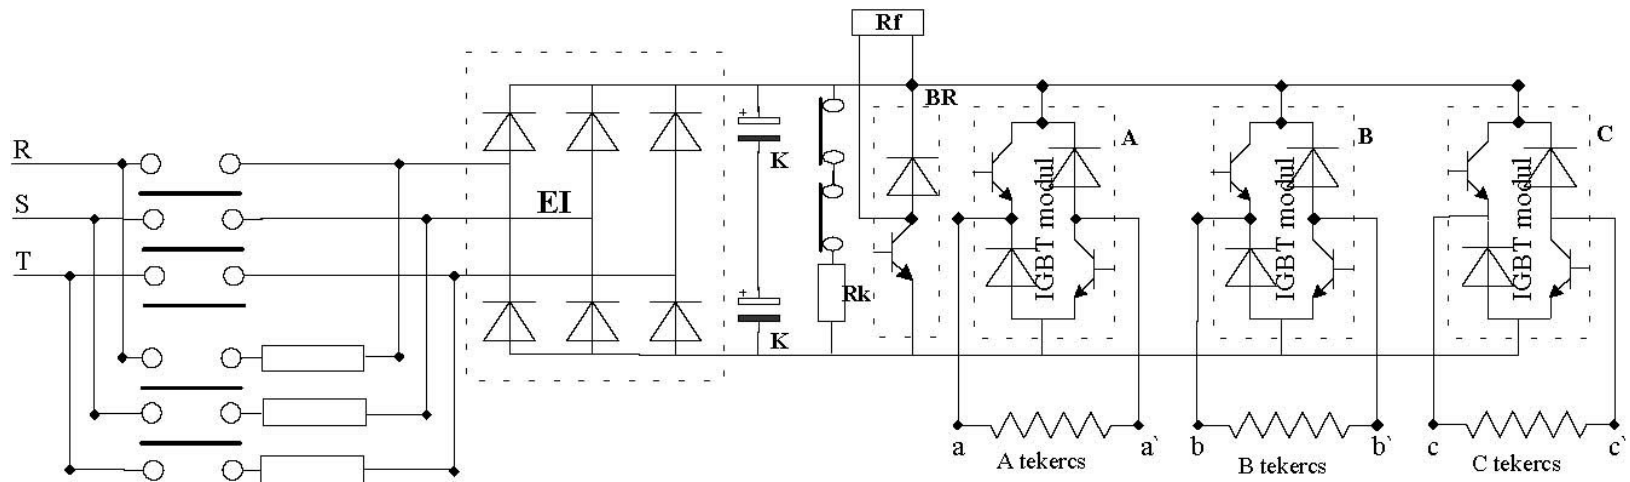 Rf
BR
R
S
T
EI
K
K
Rk
A
IGBT modul
B
IGBT modul
C
IGBT modul
a
a`
A tekercs
b
b`
B tekercs
c
c`
C tekercs
+
+